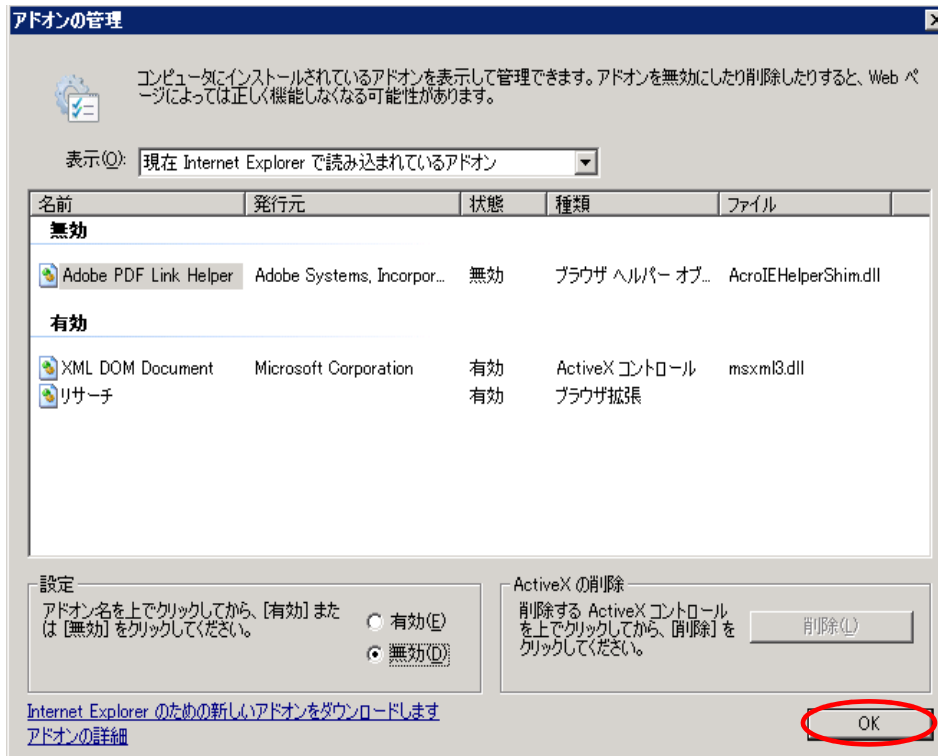 アドオンの管理
コンピュータにインストールされているアドオンを表示して管理できます。アドオンを無効にしたり削除したりすると、Web ペ
ージによっては正しく機能しなくなる可能性があります。
表示(O): 現在 Internet Explorer で読み込まれているアドオン
名前 発行元 状態 種類 ファイル
無効
Adobe PDF Link Helper Adobe Systems, Incorpor... 無効 ブラウザ ヘルパー オブ... AcroIEHelperShim.dll
有効
XML DOM Document Microsoft Corporation 有効 ActiveX コントロール msxml3.dll
リサーチ 有効 ブラウザ拡張
設定
アドオン名を上でクリックしてから、[有効] また
は [無効] をクリックしてください。
有効(E)
無効(D)
ActiveX の削除
削除する ActiveX コントロール
を上でクリックしてから、[削除] を
クリックしてください。
削除(L)
Internet Explorer のための新しいアドオンをダウンロードします
アドオンの詳細
OK